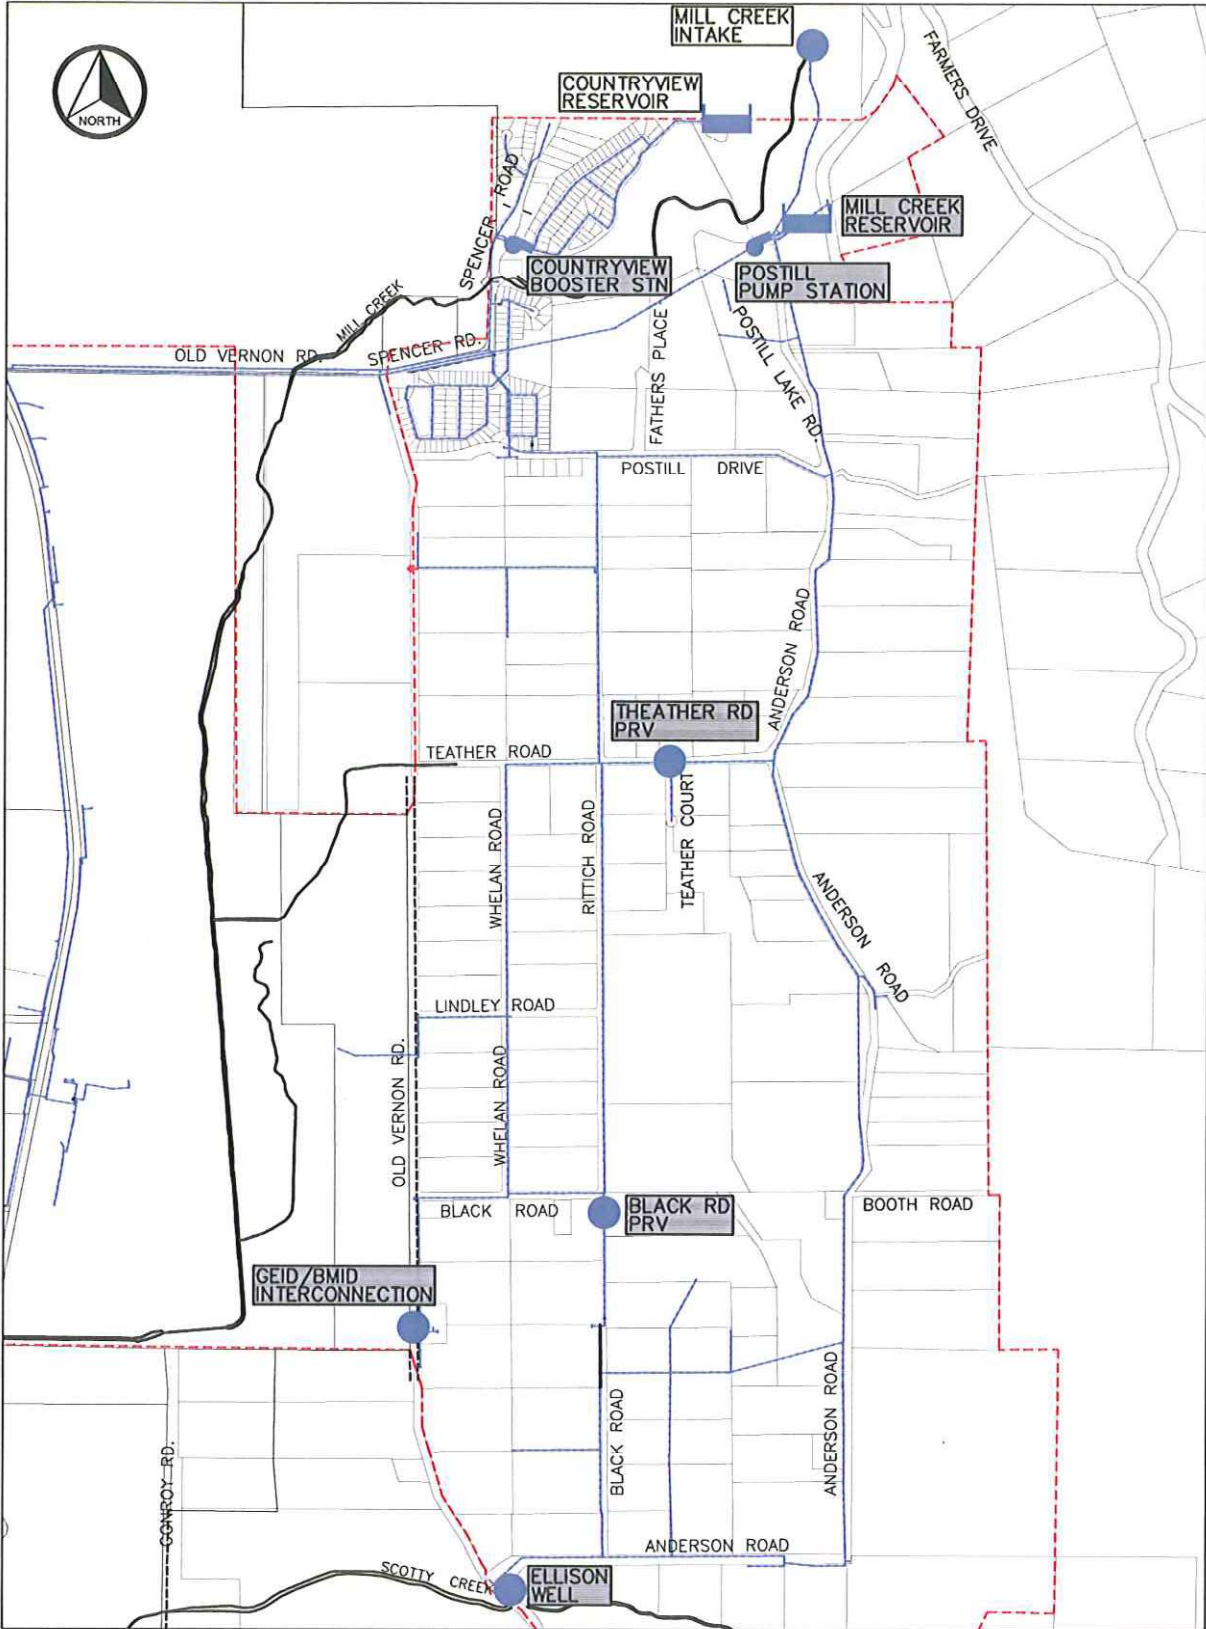 MILL CREEK
INTAKE
FARMERS DRIVE
COUNTRYVIEW
RESERVOIR
NORTH
SPENCER ROAD
MILL CREEK
RESERVOIR
COUNTRYVIEW
BOOSTER STN
POSTILL
PUMP STATION
MILL CREEK
OLD VERNON RD.
SPENCER RD.
FATHERS PLACE
POSTILL LAKE RD.
POSTILL DRIVE
ANDERSON ROAD
THEATHER RD
PRV
TEATHER ROAD
WHELAN ROAD
RITTICH ROAD
TEATHER COURT
ANDERSON ROAD
LINDLEY ROAD
OLD VERNON RD.
WHELAN ROAD
BLACK ROAD
BLACK RD
PRV
BOOTH ROAD
GEID/BMID
INTERCONNECTION
BLACK ROAD
ANDERSON ROAD
CONROY RD.
ANDERSON ROAD
SCOTTY CREEK
ELLISON
WELL